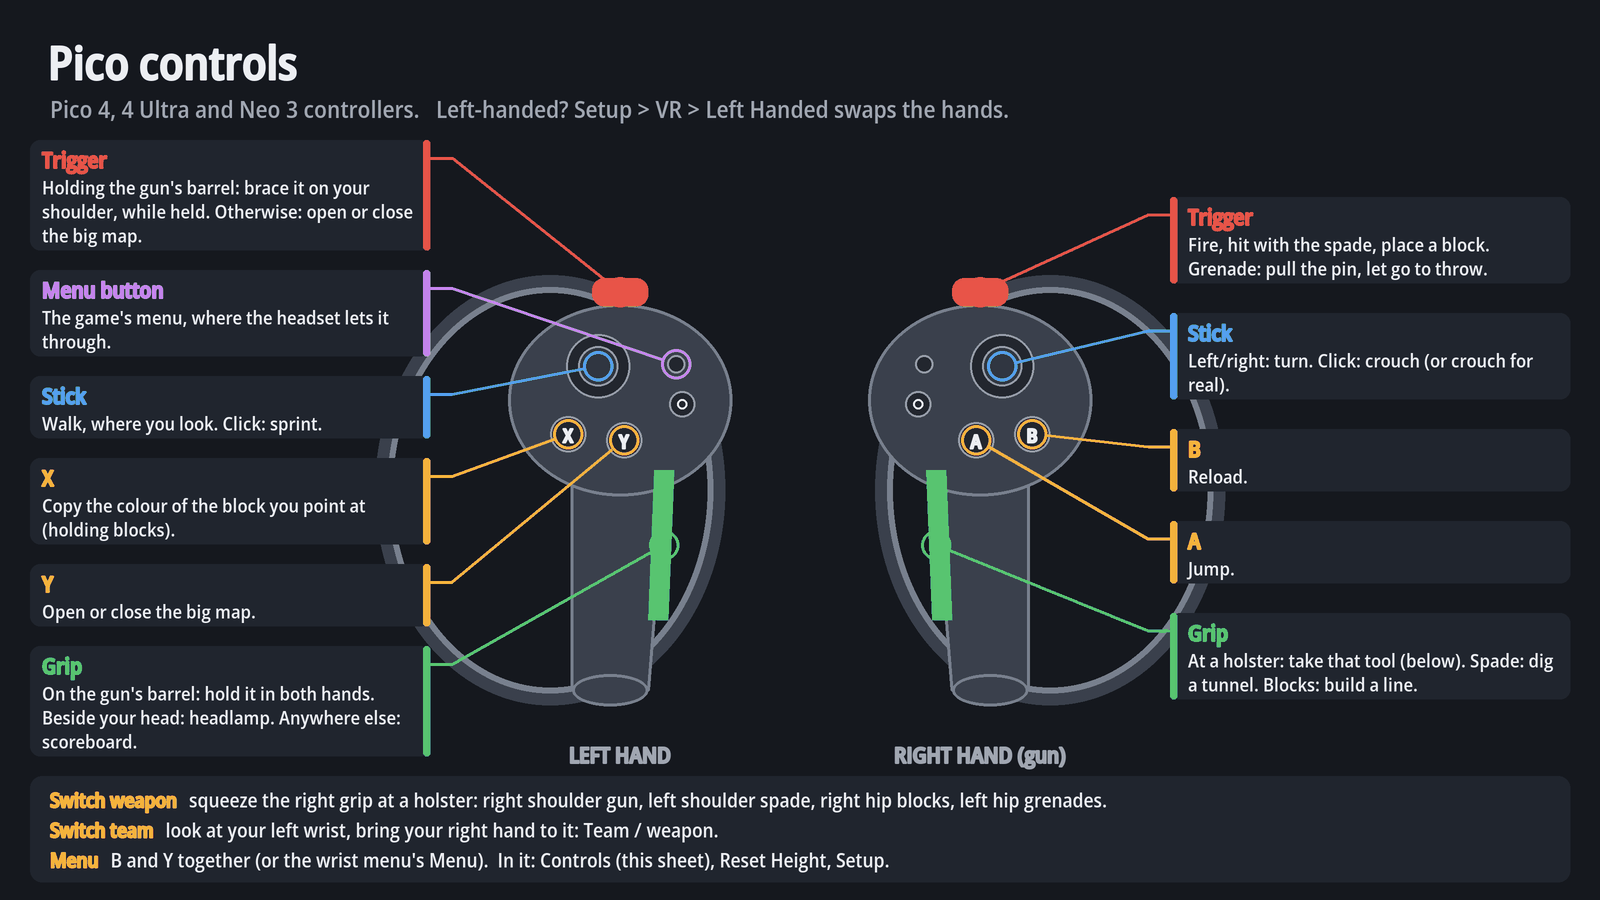 Pico controls
Pico 4, 4 Ultra and Neo 3 controllers.   Left-handed? Setup > VR > Left Handed swaps the hands.
Trigger
Holding the gun's barrel: brace it on your
shoulder, while held. Otherwise: open or close
the big map.
Menu button
The game's menu, where the headset lets it
through.
Stick
Walk, where you look. Click: sprint.
X
Copy the colour of the block you point at
(holding blocks).
Y
Open or close the big map.
Grip
On the gun's barrel: hold it in both hands.
Beside your head: headlamp. Anywhere else:
scoreboard.
X
Y
LEFT HAND
A
B
RIGHT HAND (gun)
Trigger
Fire, hit with the spade, place a block.
Grenade: pull the pin, let go to throw.
Stick
Left/right: turn. Click: crouch (or crouch for
real).
B
Reload.
A
Jump.
Grip
At a holster: take that tool (below). Spade: dig
a tunnel. Blocks: build a line.
Switch weapon squeeze the right grip at a holster: right shoulder gun, left shoulder spade, right hip blocks, left hip grenades.
Switch team look at your left wrist, bring your right hand to it: Team / weapon.
Menu B and Y together (or the wrist menu's Menu).  In it: Controls (this sheet), Reset Height, Setup.